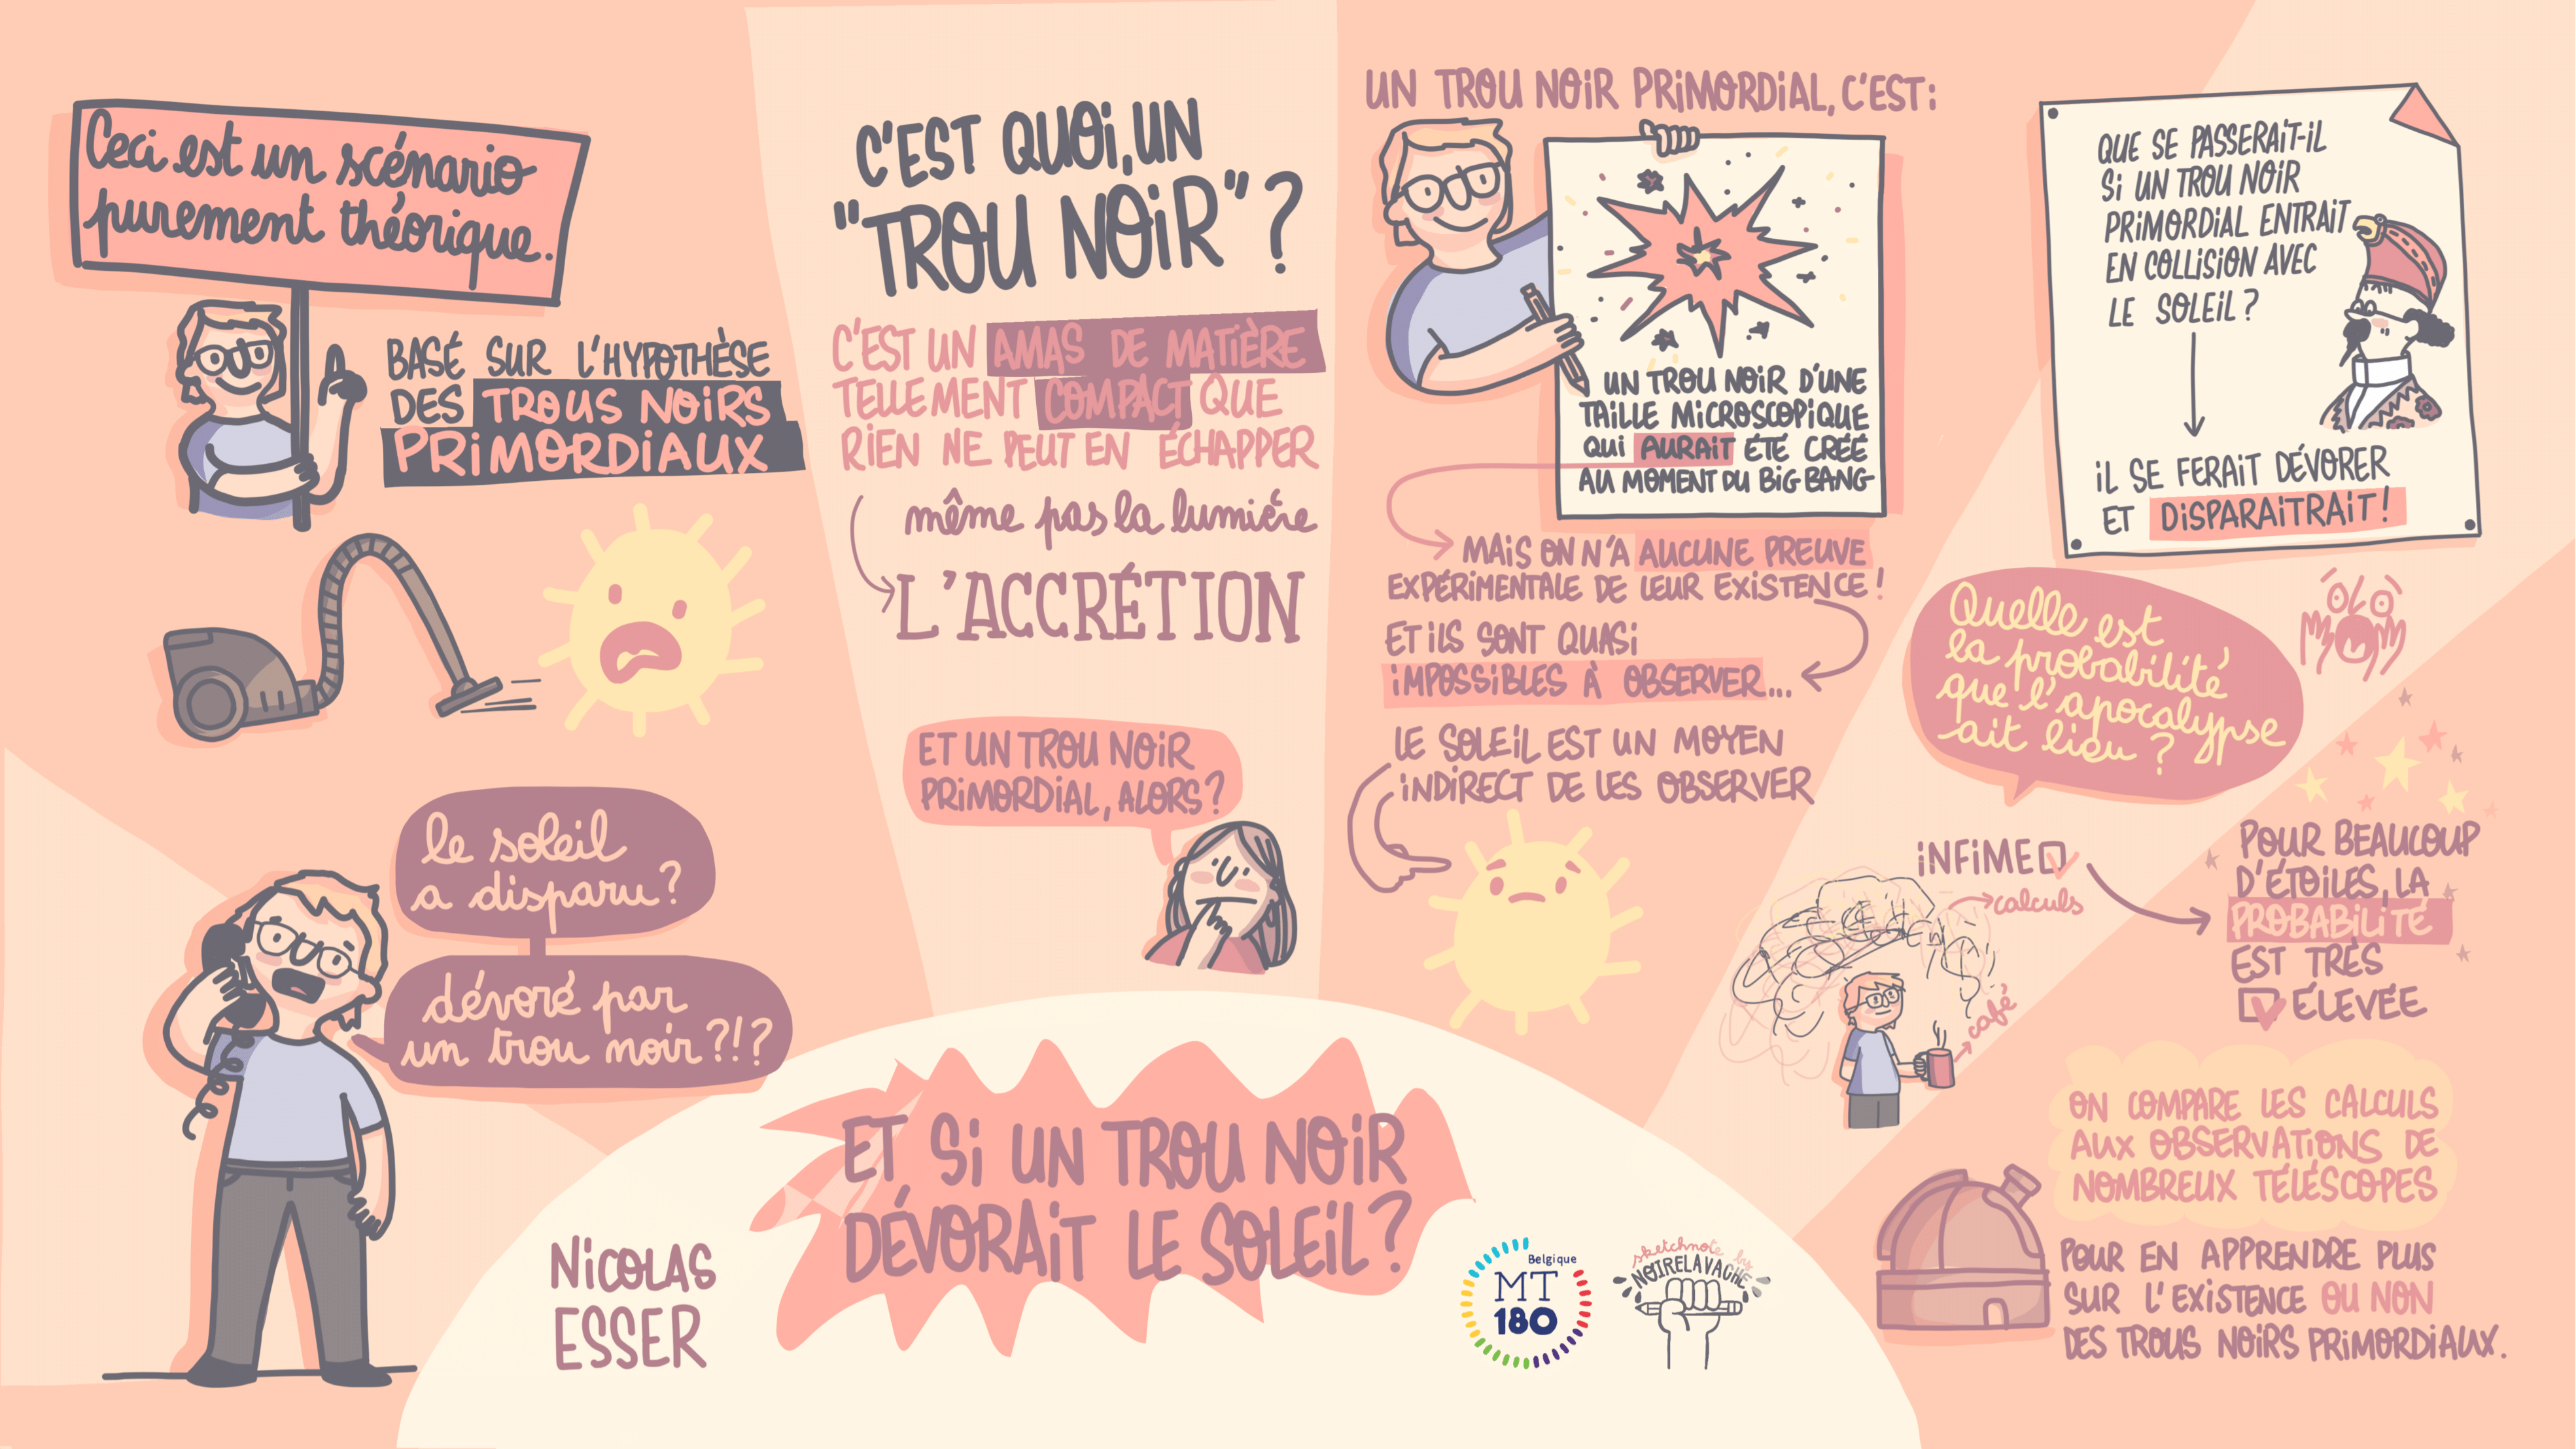 Ceci est un scénario
purement théorique.
BASÉ SUR L'HYPOTHÈSE
DES TROUS NOIRS
PRIMORDIAUX
le soleil
a disparu?
dévoré par
un trou noir?!?
C'EST QUOI, UN
"TROU NOIR"?
C'EST UN AMAS DE MATIÈRE
TELLEMENT COMPACT QUE
RIEN NE PEUT EN ÉCHAPPER
même pas la lumière
L'ACCRÉTION
ET UN TROU NOIR
PRIMORDIAL, ALORS?
UN TROU NOIR PRIMORDIAL, C'EST:
UN TROU NOIR D'UNE
TAILLE MICROSCOPIQUE
QUI AURAIT ÉTÉ CRÉÉ
AU MOMENT DU BIG BANG
MAIS ON N'A AUCUNE PREUVE
EXPÉRIMENTALE DE LEUR EXISTENCE!
ET ILS SONT QUASI
IMPOSSIBLES À OBSERVER...
LE SOLEIL EST UN MOYEN
INDIRECT DE LES OBSERVER
QUE SE PASSERAIT-IL
SI UN TROU NOIR
PRIMORDIAL ENTRAIT
EN COLLISION AVEC
LE SOLEIL?
IL SE FERAIT DÉVORER
ET DISPARAITRAIT!
Quelle est
la probabilité
que l'apocalypse
ait lieu?
INFIME
calculs
café
POUR BEAUCOUP
D'ÉTOILES, LA
PROBABILITÉ
EST TRÈS
ÉLEVÉE
ON COMPARE LES CALCULS
AUX OBSERVATIONS DE
NOMBREUX TÉLÉSCOPES
POUR EN APPRENDRE PLUS
SUR L'EXISTENCE OU NON
DES TROUS NOIRS PRIMORDIAUX.
NICOLAS
ESSER
ET SI UN TROU NOIR
DÉVORAIT LE SOLEIL?
Belgique
MT
180
sketchnote by
NOIRELAVACHE